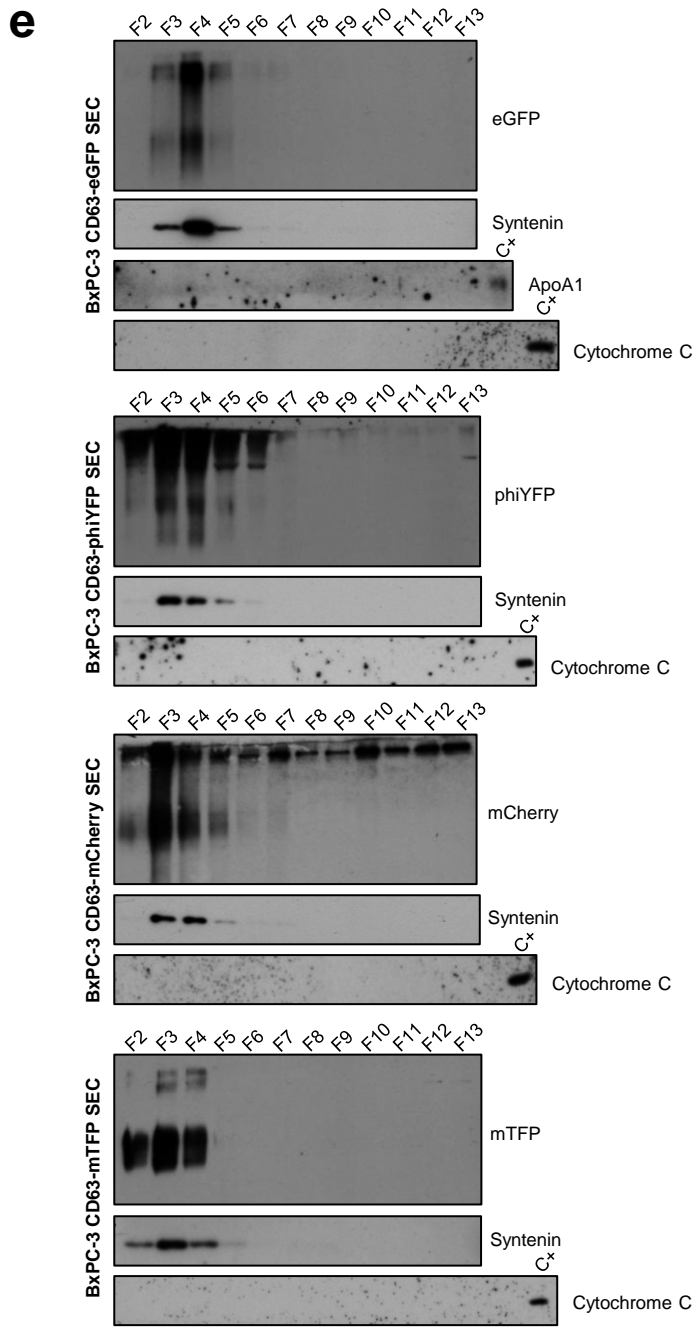 e
F2 F3 F4 F5 F6 F7 F8 F9 F10 F11 F12 F13
BxPC-3 CD63-eGFP SEC
eGFP
Syntenin
C+
ApoA1
C+
Cytochrome C
F2 F3 F4 F5 F6 F7 F8 F9 F10 F11 F12 F13
BxPC-3 CD63-phiYFP SEC
phiYFP
Syntenin
C+
Cytochrome C
F2 F3 F4 F5 F6 F7 F8 F9 F10 F11 F12 F13
BxPC-3 CD63-mCherry SEC
mCherry
Syntenin
C+
Cytochrome C
F2 F3 F4 F5 F6 F7 F8 F9 F10 F11 F12 F13
BxPC-3 CD63-mTFP SEC
mTFP
Syntenin
C+
Cytochrome C